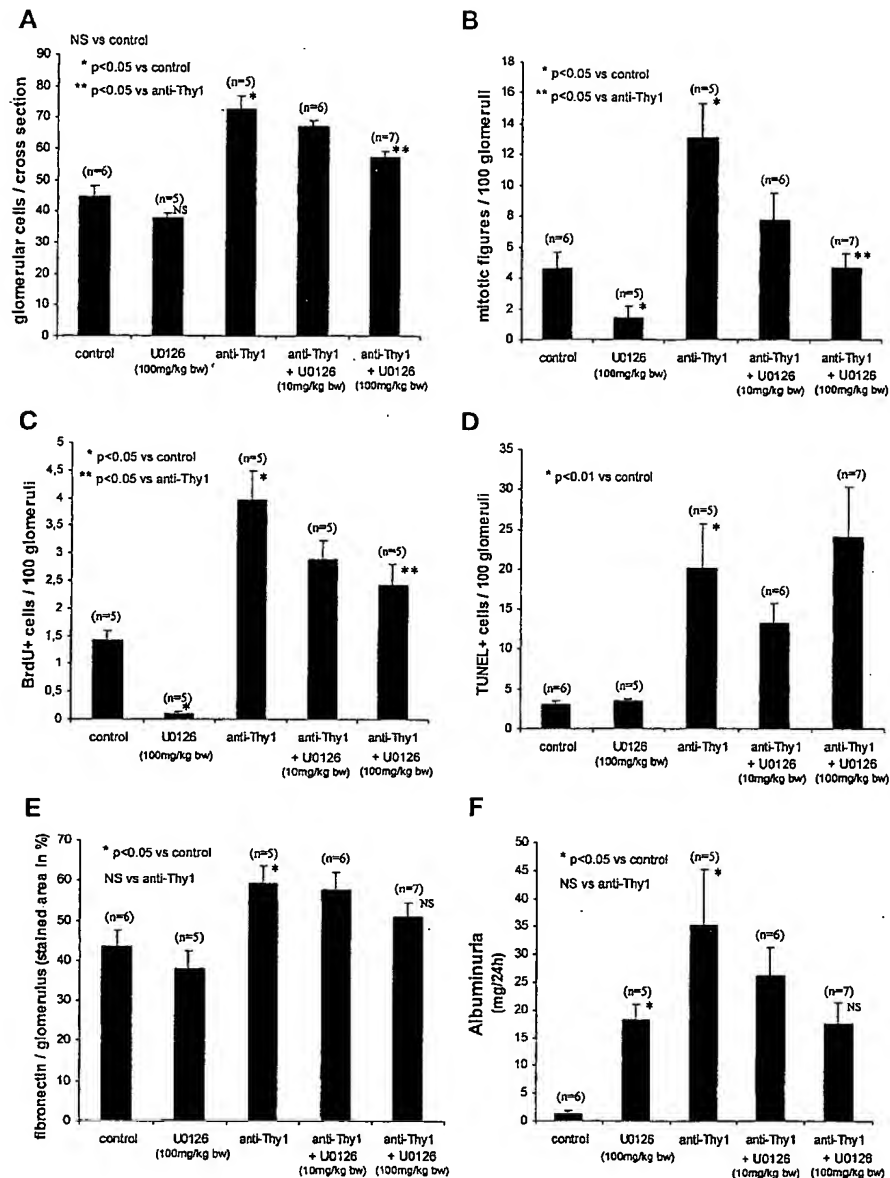 A
NS vs control
* p<0.05 vs control
** p<0.05 vs anti-Thy1
glomerular cells / cross section
90
80
70
60
50
40
30
20
10
0
(n=6)
(n=5)
NS
(n=5)
*
(n=6)
(n=7)
**
control
U0126
(100mg/kg bw)
anti-Thy1
anti-Thy1
+ U0126
(10mg/kg bw)
anti-Thy1
+ U0126
(100mg/kg bw)
B
* p<0.05 vs control
** p<0.05 vs anti-Thy1
mitotic figures / 100 glomeruli
18
16
14
12
10
8
6
4
2
0
(n=6)
(n=5)
*
(n=5)
*
(n=6)
(n=7)
**
control
U0126
(100mg/kg bw)
anti-Thy1
anti-Thy1
+ U0126
(10mg/kg bw)
anti-Thy1
+ U0126
(100mg/kg bw)
C
* p<0.05 vs control
** p<0.05 vs anti-Thy1
BrdU+ cells / 100 glomeruli
5
4,5
4
3,5
3
2,5
2
1,5
1
0,5
0
(n=5)
(n=5)
*
(n=5)
*
(n=5)
(n=5)
**
control
U0126
(100mg/kg bw)
anti-Thy1
anti-Thy1
+ U0126
(10mg/kg bw)
anti-Thy1
+ U0126
(100mg/kg bw)
D
* p<0.01 vs control
TUNEL+ cells / 100 glomeruli
35
30
25
20
15
10
5
0
(n=6)
(n=5)
(n=5)
*
(n=6)
(n=7)
control
U0126
(100mg/kg bw)
anti-Thy1
anti-Thy1
+ U0126
(10mg/kg bw)
anti-Thy1
+ U0126
(100mg/kg bw)
E
* p<0.05 vs control
NS vs anti-Thy1
fibronectin / glomerulus (stained area in %)
70
60
50
40
30
20
10
0
(n=6)
(n=5)
(n=5)
*
(n=6)
(n=7)
NS
control
U0126
(100mg/kg bw)
anti-Thy1
anti-Thy1
+ U0126
(10mg/kg bw)
anti-Thy1
+ U0126
(100mg/kg bw)
F
* p<0.05 vs control
NS vs anti-Thy1
Albuminuria
(mg/24h)
50
45
40
35
30
25
20
15
10
5
0
(n=6)
(n=5)
*
(n=5)
*
(n=6)
(n=7)
NS
control
U0126
(100mg/kg bw)
anti-Thy1
anti-Thy1
+ U0126
(10mg/kg bw)
anti-Thy1
+ U0126
(100mg/kg bw)